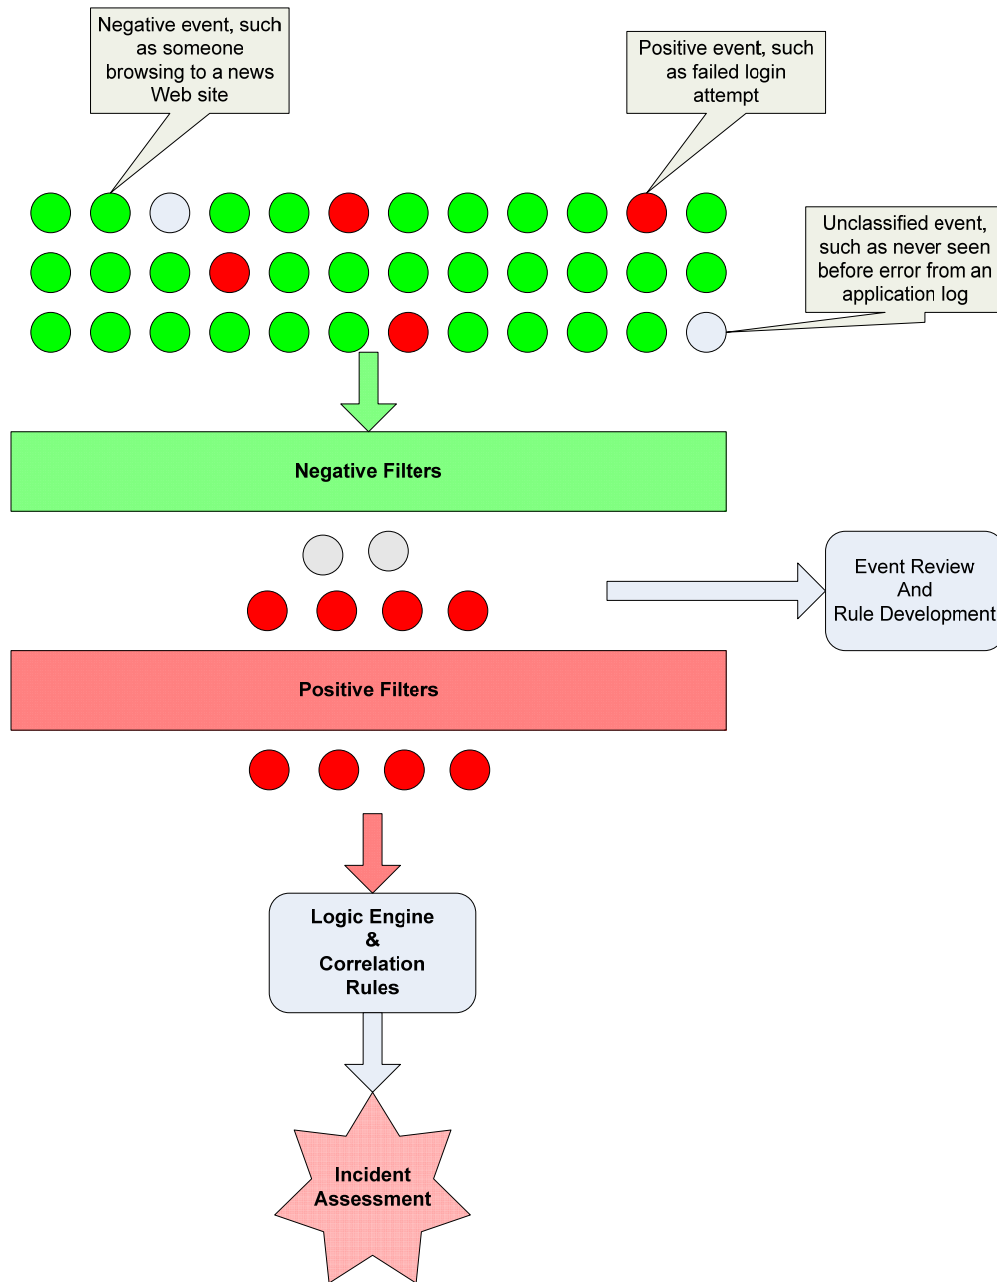 Negative event, such
as someone
browsing to a news
Web site
Positive event, such
as failed login
attempt
Unclassified event,
such as never seen
before error from an
application log
Negative Filters
Event Review
And
Rule Development
Positive Filters
Logic Engine
&
Correlation
Rules
Incident
Assessment